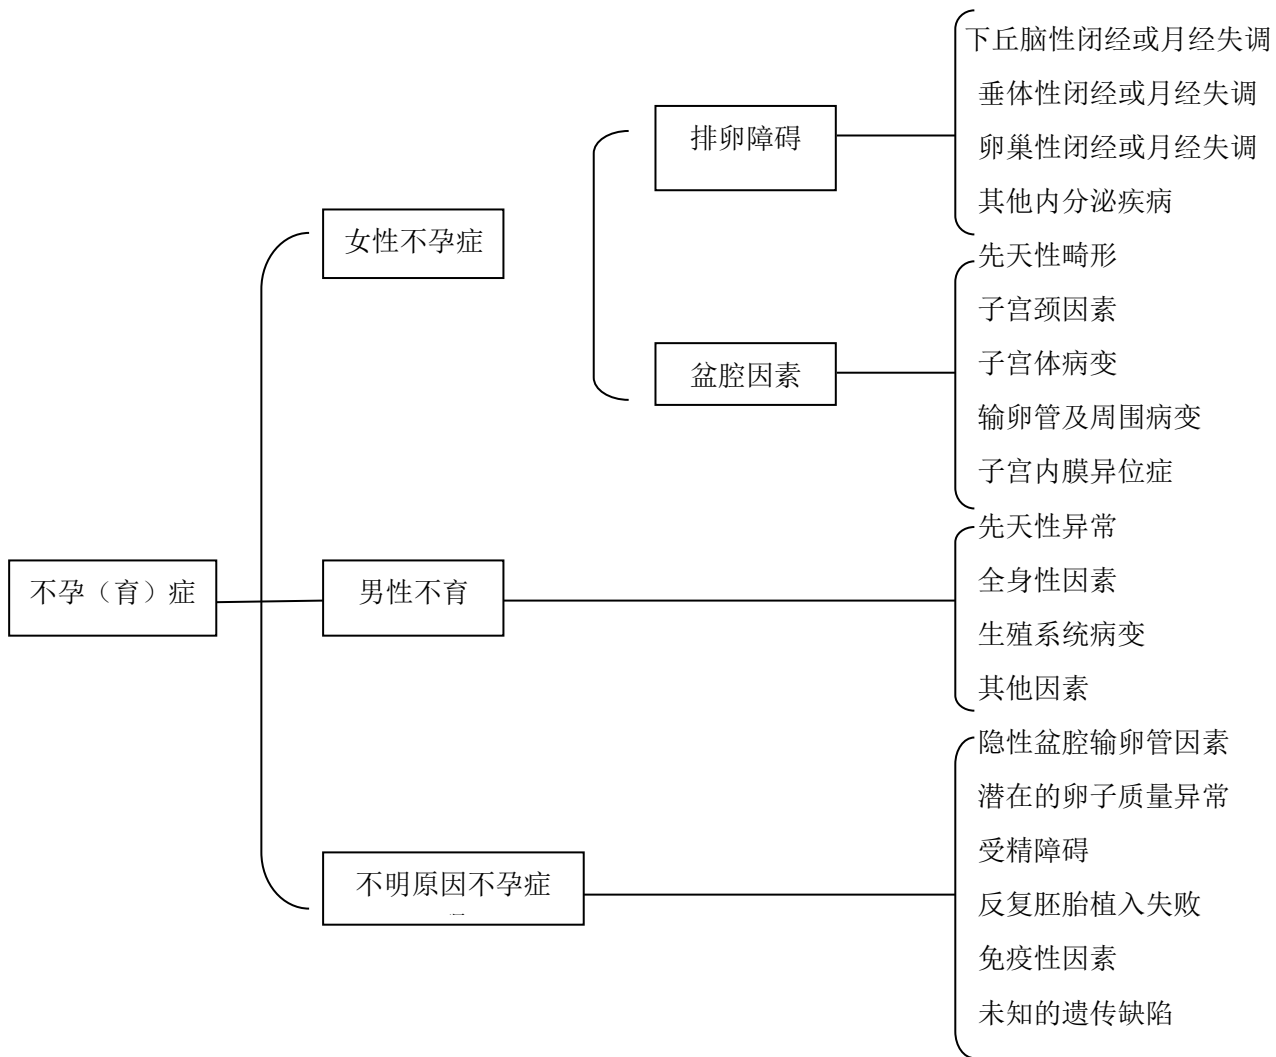 不孕（育）症
女性不孕症
排卵障碍
下丘脑性闭经或月经失调
垂体性闭经或月经失调
卵巢性闭经或月经失调
其他内分泌疾病
盆腔因素
先天性畸形
子宫颈因素
子宫体病变
输卵管及周围病变
子宫内膜异位症
男性不育
先天性异常
全身性因素
生殖系统病变
其他因素
不明原因不孕症
隐性盆腔输卵管因素
潜在的卵子质量异常
受精障碍
反复胚胎植入失败
免疫性因素
未知的遗传缺陷